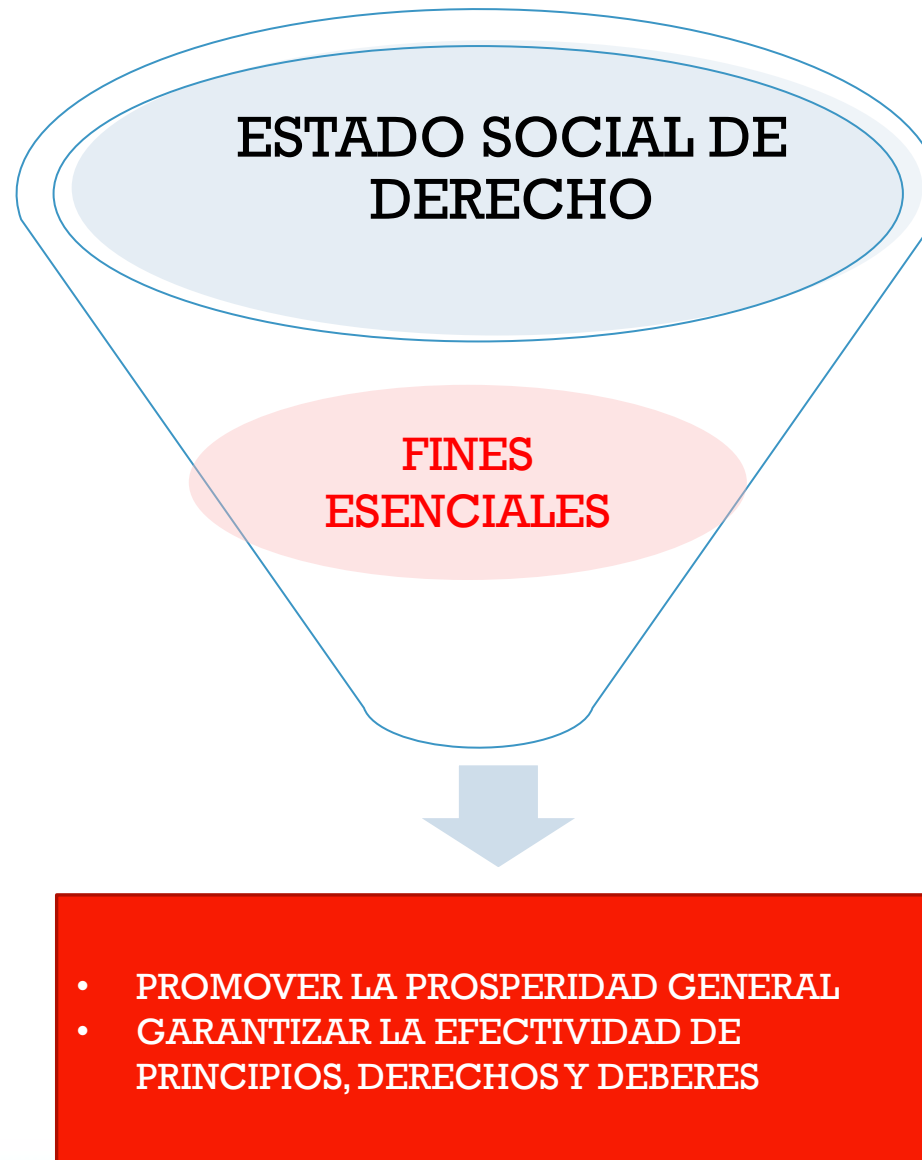 ESTADO SOCIAL DE
DERECHO
FINES
ESENCIALES
• PROMOVER LA PROSPERIDAD GENERAL
• GARANTIZAR LA EFECTIVIDAD DE
PRINCIPIOS, DERECHOS Y DEBERES